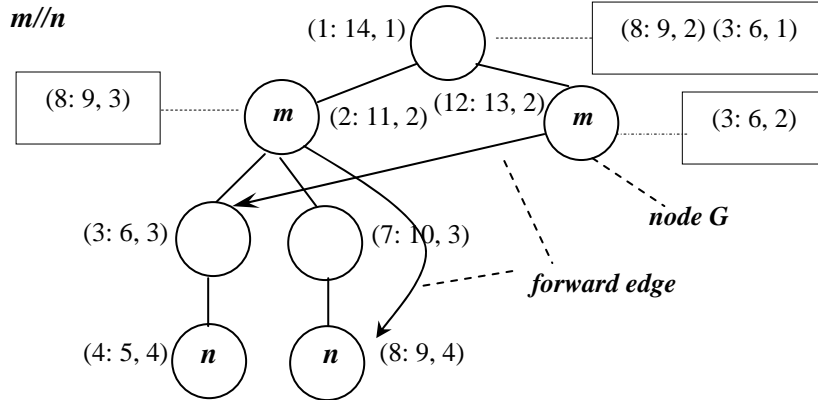 m//n
(1: 14, 1)
(8: 9, 2) (3: 6, 1)
(8: 9, 3)
m
(2: 11, 2)
(12: 13, 2)
m
(3: 6, 2)
node G
(3: 6, 3)
(7: 10, 3)
forward edge
(4: 5, 4)
n
n
(8: 9, 4)